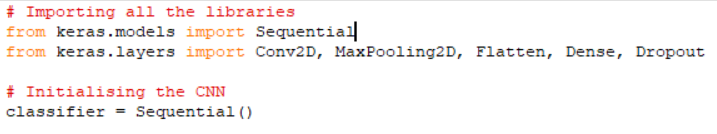 # Importing all the libraries
from keras.models import Sequential
from keras.layers import Conv2D, MaxPooling2D, Flatten, Dense, Dropout
# Initialising the CNN
classifier = Sequential()